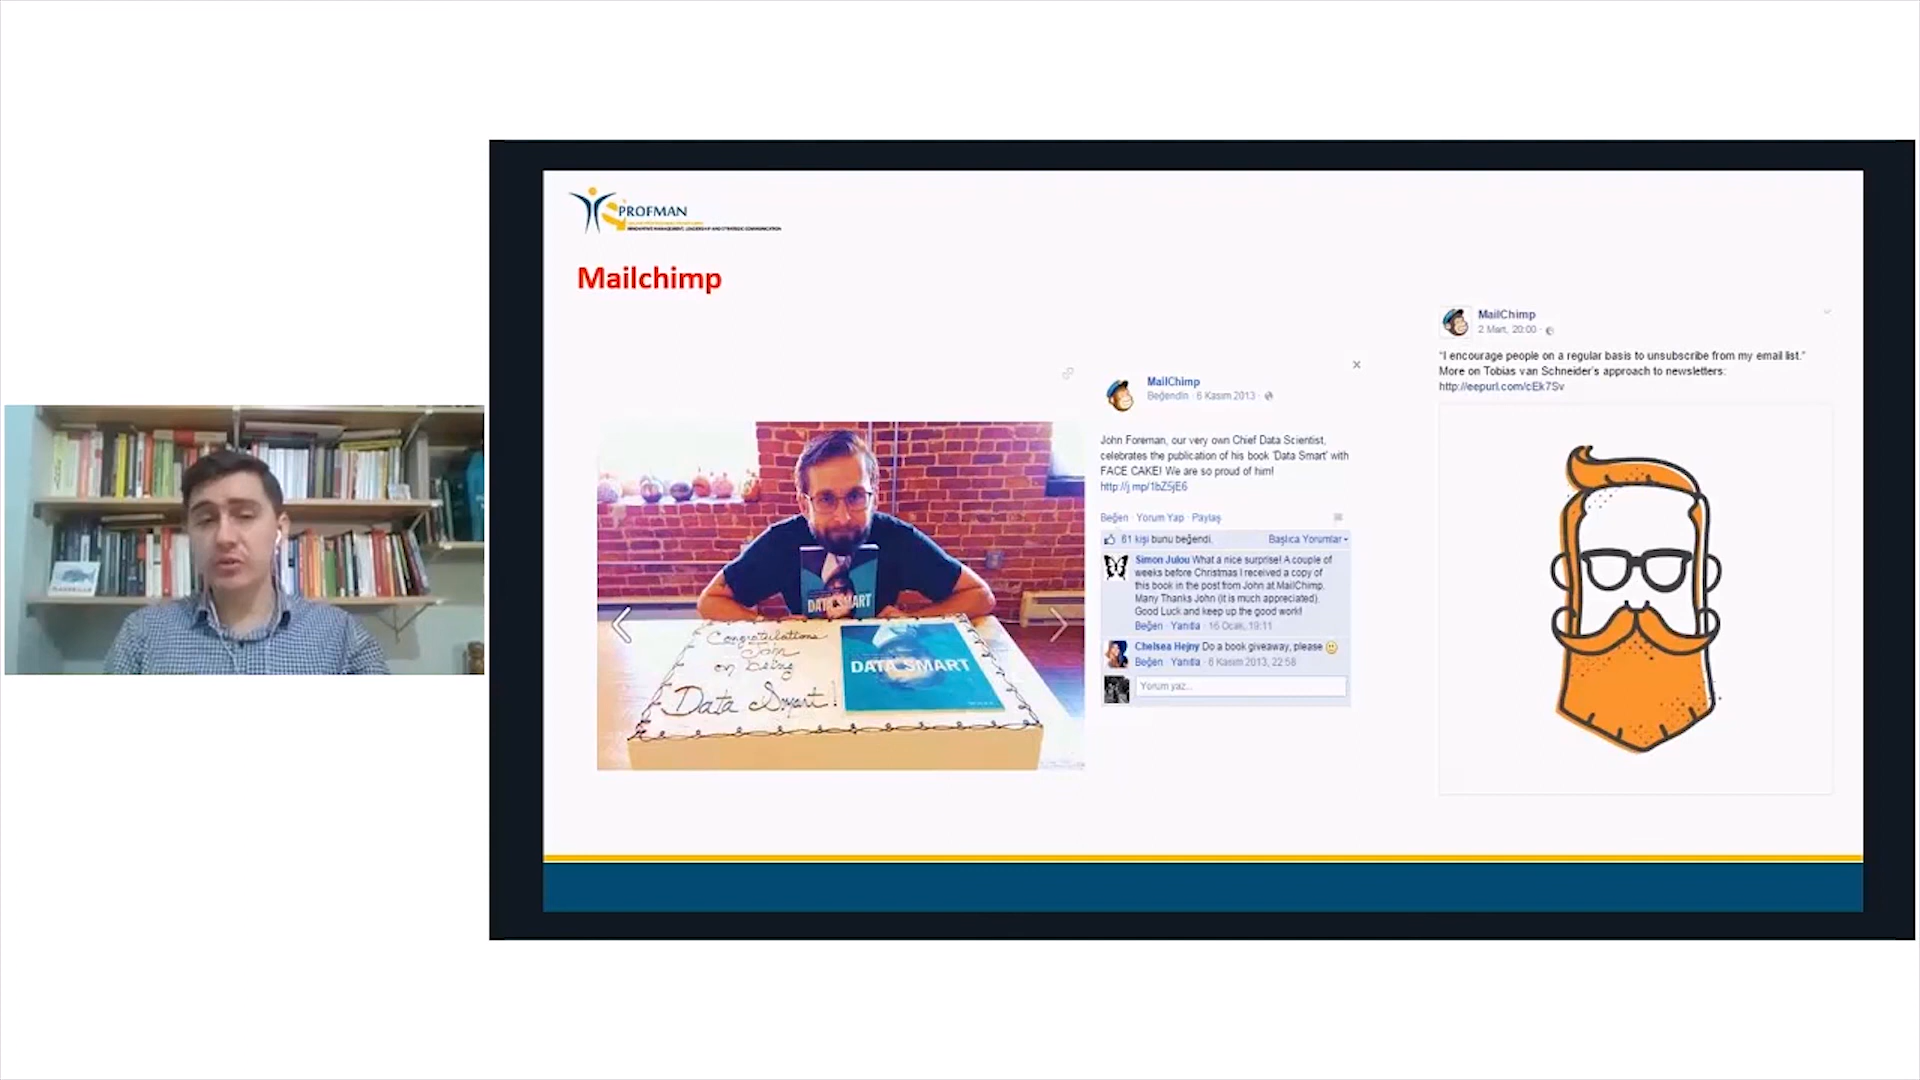 PROFMAN
INNOVATIVE MANAGEMENT, LEADERSHIP AND STRATEGIC COMMUNICATION
Mailchimp
Congratulations
John
on being
Data Smart!
DATA SMART
DATA SMART
MailChimp
Beğendin · 6 Kasım 2013 ·
John Foreman, our very own Chief Data Scientist,
celebrates the publication of his book 'Data Smart' with
FACE CAKE! We are so proud of him!
http://j.mp/1bZ5jE6
Beğen · Yorum Yap · Paylaş
61 kişi bunu beğendi.
Başlıca Yorumlar
Simon Julou What a nice surprise! A couple of
weeks before Christmas I received a copy of
this book in the post from John at MailChimp.
Many Thanks John (it is much appreciated).
Good Luck and keep up the good work!
Beğen · Yanıtla · 16 Ocak, 19:11
Chelsea Hejny Do a book giveaway, please
Beğen · Yanıtla · 6 Kasım 2013, 22:58
Yorum yaz...
MailChimp
2 Mart, 20:00 ·
"I encourage people on a regular basis to unsubscribe from my email list."
More on Tobias van Schneider's approach to newsletters:
http://eepurl.com/cEk7Sv